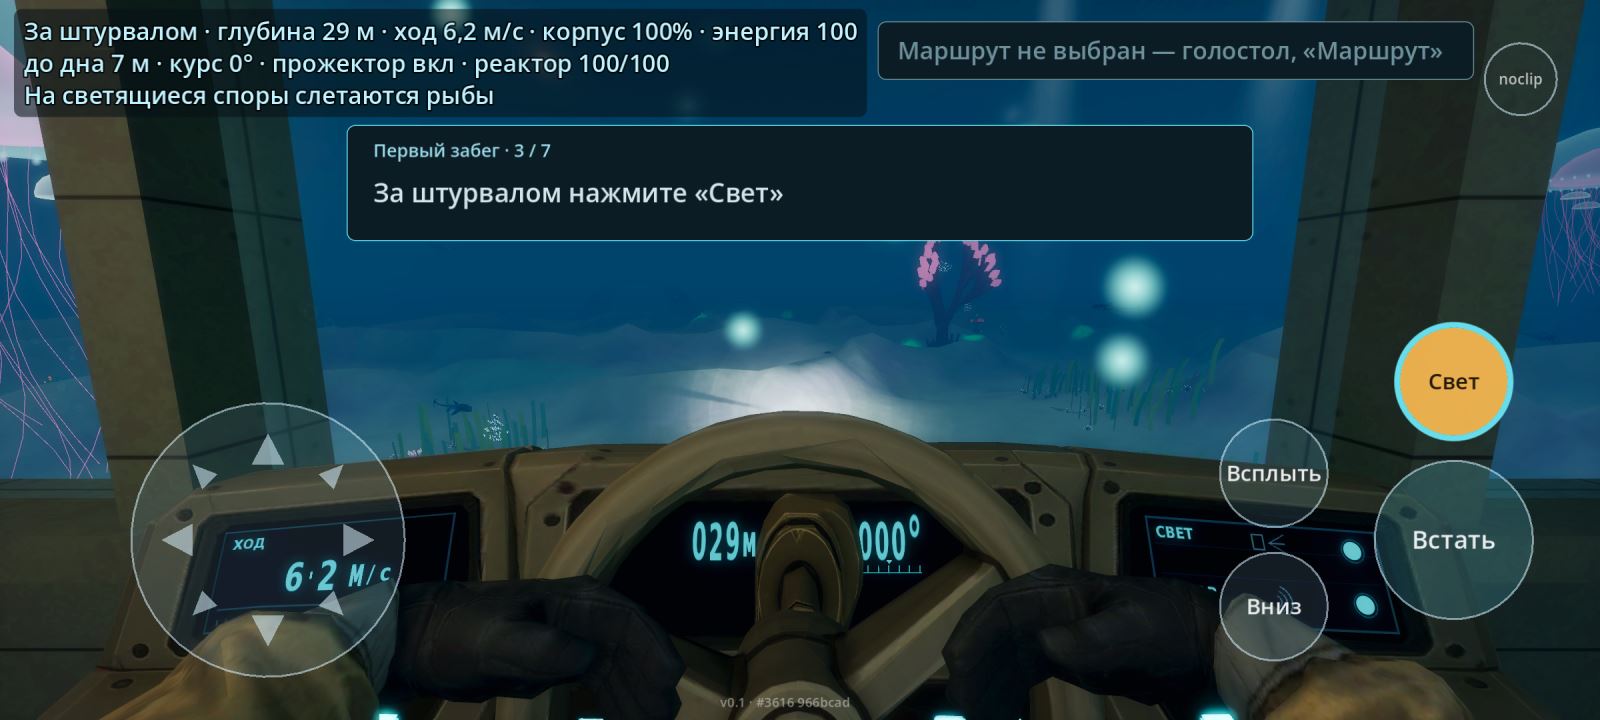 За штурвалом · глубина 29 м · ход 6,2 м/с · корпус 100% · энергия 100
до дна 7 м · курс 0° · прожектор вкл · реактор 100/100
На светящиеся споры слетаются рыбы
Маршрут не выбран — голостол, «Маршрут»
noclip
Первый забег · 3 / 7
За штурвалом нажмите «Свет»
Свет
Всплыть
Встать
Вниз
ХОД
6,2 М/с
029м
000°
СВЕТ
v0.1 · #3616 966bcad